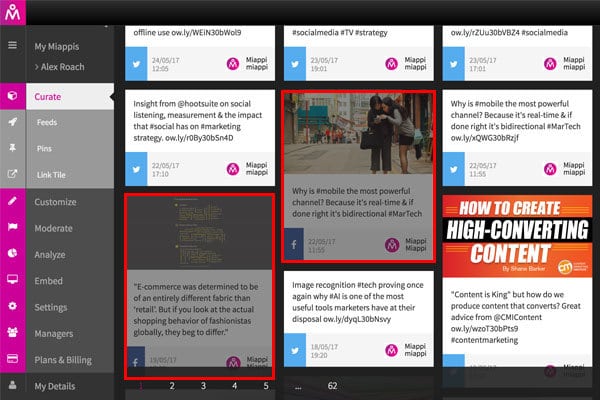 My Miappis
> Alex Roach
Curate
Feeds
Pins
Link Tile
Customize
Moderate
Analyze
Embed
Settings
Managers
Plans & Billing
My Details
offline use ow.ly/WEiN30bWol9
24/05/17
12:05
Miappi
miappi
Insight from @hootsuite on social
listening, measurement & the impact
that #social has on #marketing
strategy. ow.ly/r0By30bSn4D
22/05/17
17:10
Miappi
miappi
"E-commerce was determined to be
of an entirely different fabric than
'retail'. But if you look at the actual
shopping behavior of fashionistas
globally, they beg to differ."
19/05/17
Miappi
miappi
#socialmedia #TV #strategy
23/05/17
19:01
Miappi
miappi
Why is #mobile the most powerful
channel? Because it's real-time & if
done right it's bidirectional #MarTech
22/05/17
11:55
Miappi
miappi
Image recognition #tech proving once
again why #AI is one of the most
useful tools marketers have at their
disposal ow.ly/dyqL30bNsvy
18/05/17
19:20
Miappi
miappi
ow.ly/rZUu30bVBZ4 #socialmedia
23/05/17
17:01
Miappi
miappi
Why is #mobile the most powerful
channel? Because it's real-time & if
done right it's bidirectional #MarTech
ow.ly/xQWG30bRzjf
22/05/17
11:55
Miappi
miappi
HOW TO CREATE
HIGH-CONVERTING
CONTENT
By Shane Barker
"Content is King" but how do we
produce content that converts? Great
advice from @CMIContent
ow.ly/wzoT30bPts9
#contentmarketing
1 2 3 4 5 ... 62